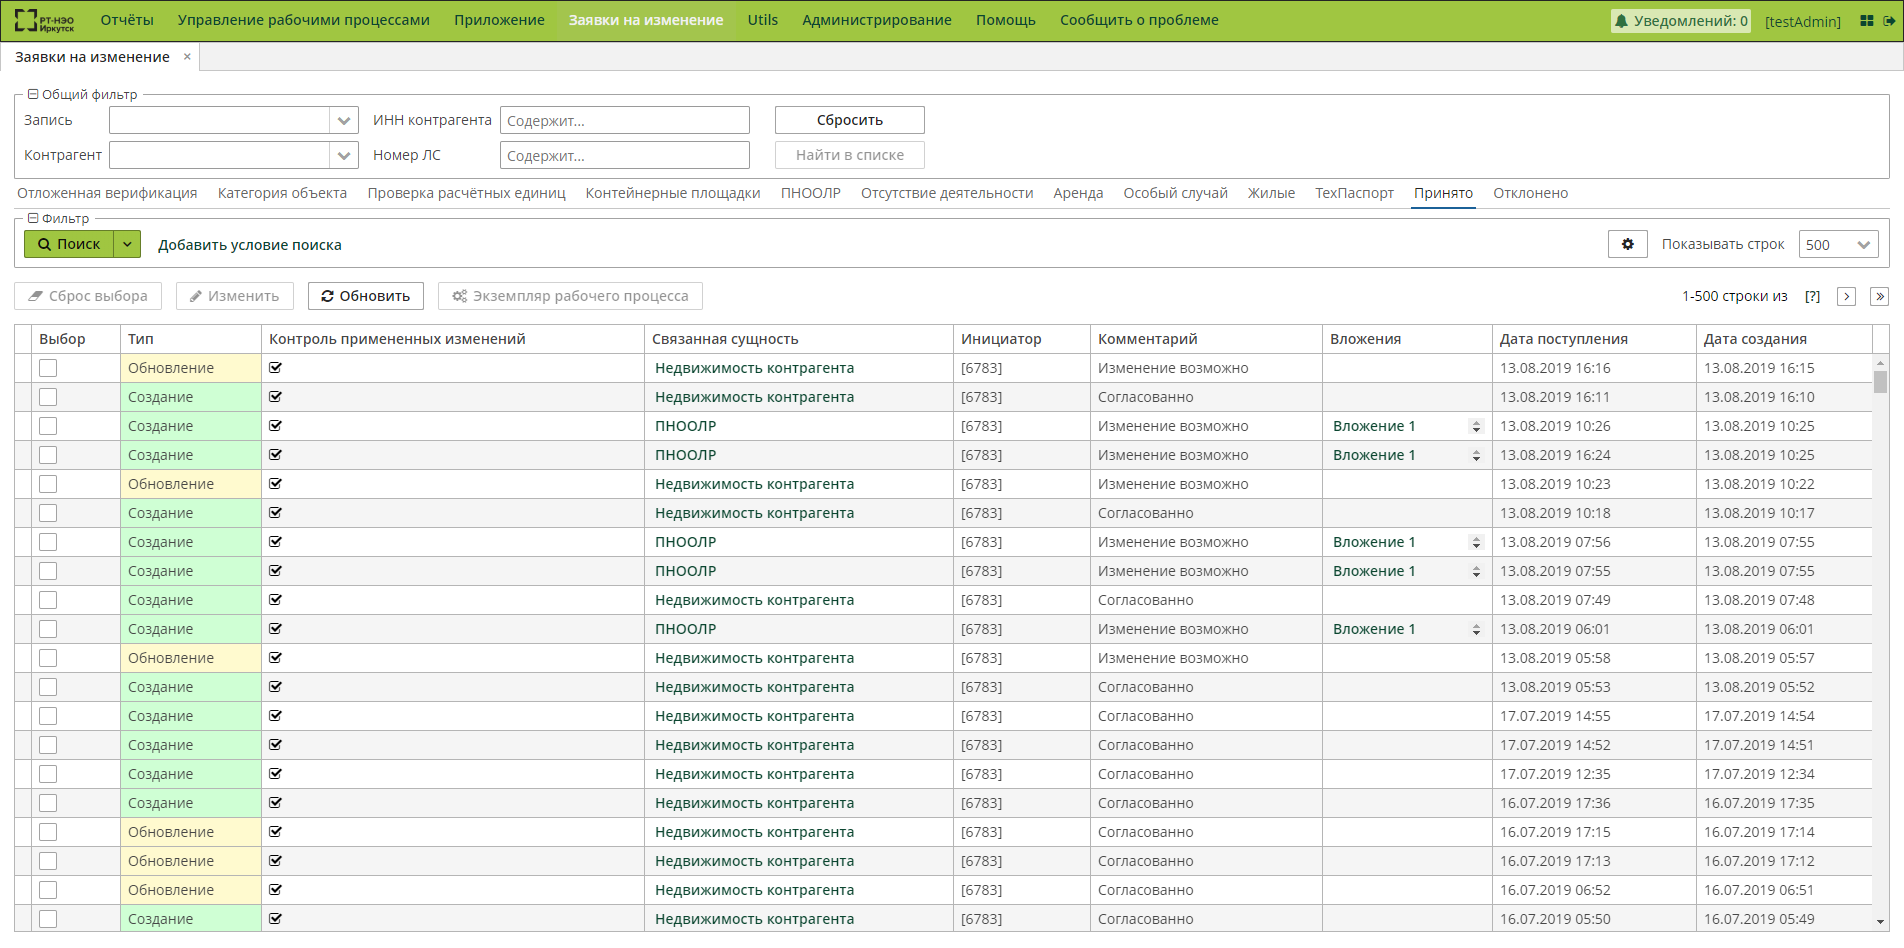 РТ-НЭО Иркутск Отчёты Управление рабочими процессами Приложение Заявки на изменение Utils Администрирование Помощь Сообщить о проблеме Уведомлений: 0 [testAdmin]
Заявки на изменение ×
Общий фильтр
Запись ИНН контрагента Содержит... Сбросить
Контрагент Номер ЛС Содержит... Найти в списке
Отложенная верификация Категория объекта Проверка расчётных единиц Контейнерные площадки ПНООЛР Отсутствие деятельности Аренда Особый случай Жилые ТехПаспорт Принято Отклонено
Фильтр
Поиск Добавить условие поиска Показывать строк 500
Сброс выбора Изменить Обновить Экземпляр рабочего процесса 1-500 строки из [?]
Выбор Тип Контроль примененных изменений Связанная сущность Инициатор Комментарий Вложения Дата поступления Дата создания
Обновление Недвижимость контрагента [6783] Изменение возможно 13.08.2019 16:16 13.08.2019 16:15
Создание Недвижимость контрагента [6783] Согласованно 13.08.2019 16:11 13.08.2019 16:10
Создание ПНООЛР [6783] Изменение возможно Вложение 1 13.08.2019 10:26 13.08.2019 10:25
Создание ПНООЛР [6783] Изменение возможно Вложение 1 13.08.2019 16:24 13.08.2019 10:25
Обновление Недвижимость контрагента [6783] Изменение возможно 13.08.2019 10:23 13.08.2019 10:22
Создание Недвижимость контрагента [6783] Согласованно 13.08.2019 10:18 13.08.2019 10:17
Создание ПНООЛР [6783] Изменение возможно Вложение 1 13.08.2019 07:56 13.08.2019 07:55
Создание ПНООЛР [6783] Изменение возможно Вложение 1 13.08.2019 07:55 13.08.2019 07:55
Создание Недвижимость контрагента [6783] Согласованно 13.08.2019 07:49 13.08.2019 07:48
Создание ПНООЛР [6783] Изменение возможно Вложение 1 13.08.2019 06:01 13.08.2019 06:01
Обновление Недвижимость контрагента [6783] Изменение возможно 13.08.2019 05:58 13.08.2019 05:57
Создание Недвижимость контрагента [6783] Согласованно 13.08.2019 05:53 13.08.2019 05:52
Создание Недвижимость контрагента [6783] Согласованно 17.07.2019 14:55 17.07.2019 14:54
Создание Недвижимость контрагента [6783] Согласованно 17.07.2019 14:52 17.07.2019 14:51
Создание Недвижимость контрагента [6783] Согласованно 17.07.2019 12:35 17.07.2019 12:34
Создание Недвижимость контрагента [6783] Согласованно 16.07.2019 17:36 16.07.2019 17:35
Обновление Недвижимость контрагента [6783] Согласованно 16.07.2019 17:15 16.07.2019 17:14
Обновление Недвижимость контрагента [6783] Согласованно 16.07.2019 17:13 16.07.2019 17:12
Обновление Недвижимость контрагента [6783] Согласованно 16.07.2019 06:52 16.07.2019 06:51
Создание Недвижимость контрагента [6783] Согласованно 16.07.2019 05:50 16.07.2019 05:49